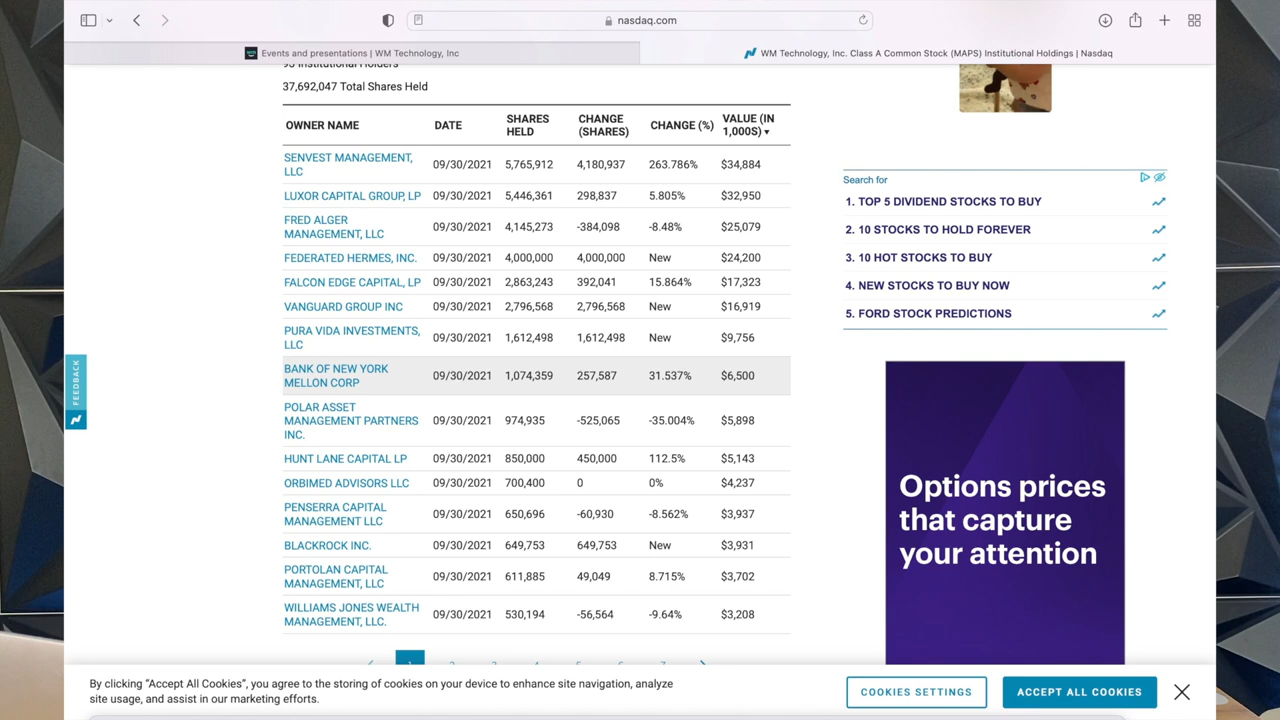 nasdaq.com
Events and presentations | WM Technology, Inc
WM Technology, Inc. Class A Common Stock (MAPS) Institutional Holdings | Nasdaq
93 Institutional Holders
37,692,047 Total Shares Held
OWNER NAME DATE SHARES HELD CHANGE (SHARES) CHANGE (%) VALUE (IN 1,000S)
SENVEST MANAGEMENT, LLC 09/30/2021 5,765,912 4,180,937 263.786% $34,884
LUXOR CAPITAL GROUP, LP 09/30/2021 5,446,361 298,837 5.805% $32,950
FRED ALGER MANAGEMENT, LLC 09/30/2021 4,145,273 -384,098 -8.48% $25,079
FEDERATED HERMES, INC. 09/30/2021 4,000,000 4,000,000 New $24,200
FALCON EDGE CAPITAL, LP 09/30/2021 2,863,243 392,041 15.864% $17,323
VANGUARD GROUP INC 09/30/2021 2,796,568 2,796,568 New $16,919
PURA VIDA INVESTMENTS, LLC 09/30/2021 1,612,498 1,612,498 New $9,756
BANK OF NEW YORK MELLON CORP 09/30/2021 1,074,359 257,587 31.537% $6,500
POLAR ASSET MANAGEMENT PARTNERS INC. 09/30/2021 974,935 -525,065 -35.004% $5,898
HUNT LANE CAPITAL LP 09/30/2021 850,000 450,000 112.5% $5,143
ORBIMED ADVISORS LLC 09/30/2021 700,400 0 0% $4,237
PENSERRA CAPITAL MANAGEMENT LLC 09/30/2021 650,696 -60,930 -8.562% $3,937
BLACKROCK INC. 09/30/2021 649,753 649,753 New $3,931
PORTOLAN CAPITAL MANAGEMENT, LLC 09/30/2021 611,885 49,049 8.715% $3,702
WILLIAMS JONES WEALTH MANAGEMENT, LLC. 09/30/2021 530,194 -56,564 -9.64% $3,208
1 2 3 4 5 6 7
FEEDBACK
Search for
1. TOP 5 DIVIDEND STOCKS TO BUY
2. 10 STOCKS TO HOLD FOREVER
3. 10 HOT STOCKS TO BUY
4. NEW STOCKS TO BUY NOW
5. FORD STOCK PREDICTIONS
Options prices
that capture
your attention
By clicking “Accept All Cookies”, you agree to the storing of cookies on your device to enhance site navigation, analyze
site usage, and assist in our marketing efforts.
COOKIES SETTINGS
ACCEPT ALL COOKIES